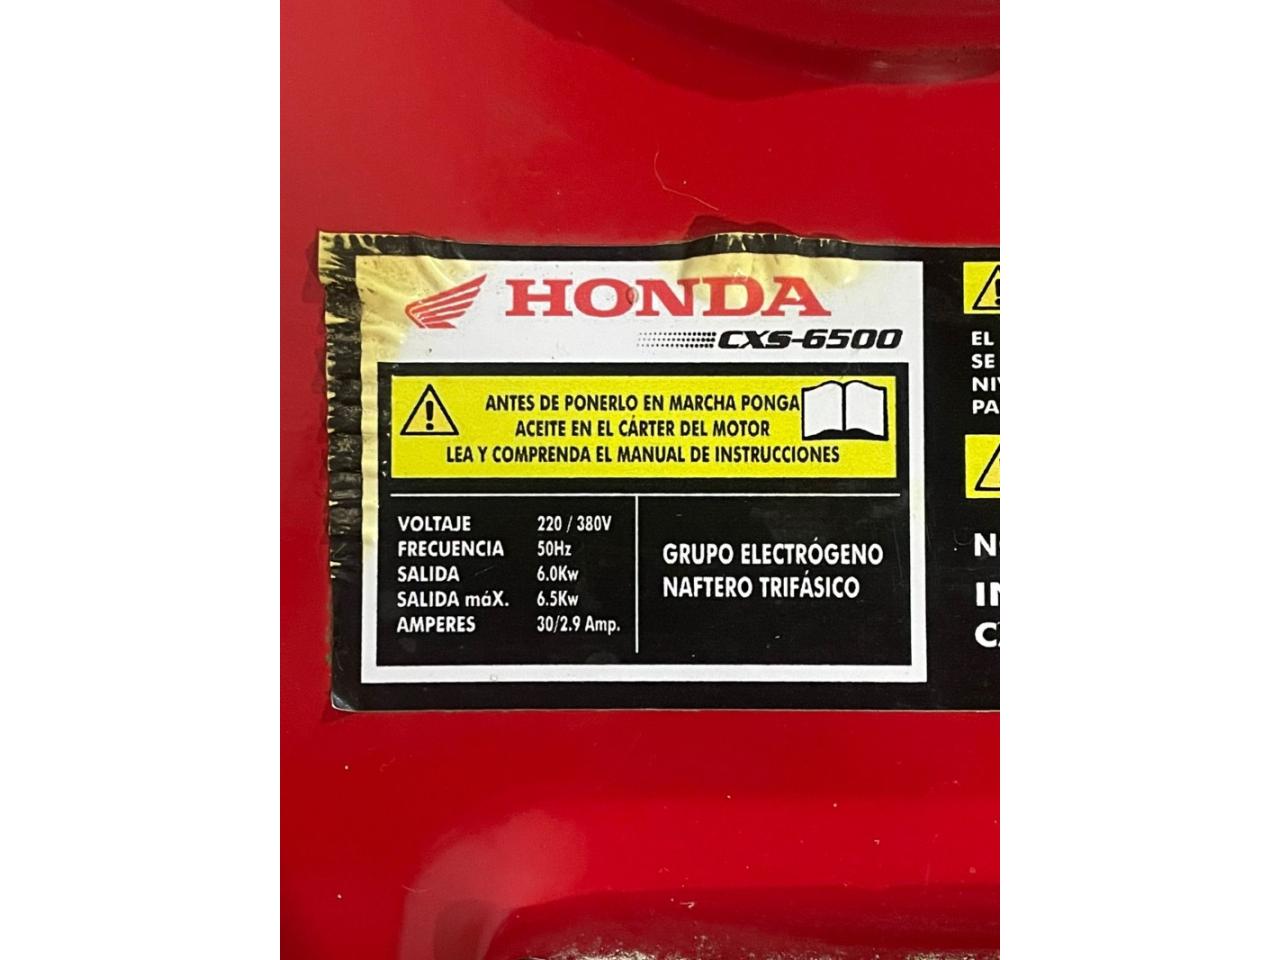 HONDA
CXS-6500
ANTES DE PONERLO EN MARCHA PONGA
ACEITE EN EL CÁRTER DEL MOTOR
LEA Y COMPRENDA EL MANUAL DE INSTRUCCIONES
VOLTAJE 220 / 380V
FRECUENCIA 50Hz
SALIDA 6.0Kw
SALIDA máX. 6.5Kw
AMPERES 30/2.9 Amp.
GRUPO ELECTRÓGENO
NAFTERO TRIFÁSICO
EL
SE